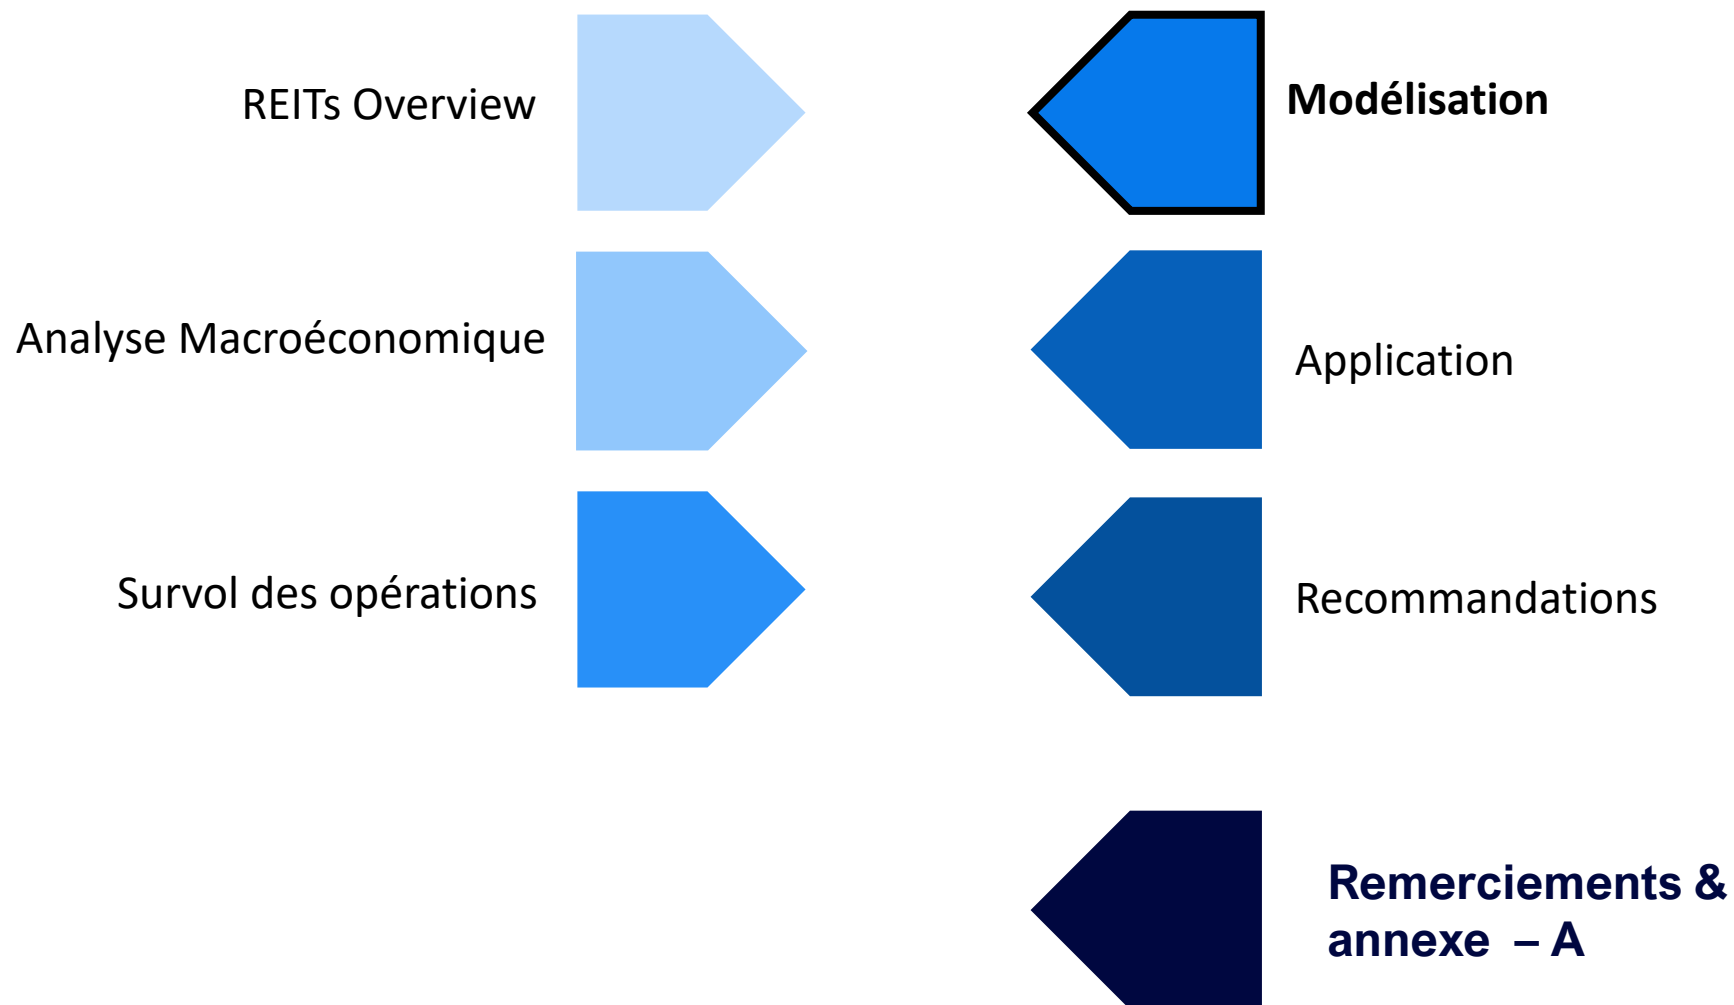 REITs Overview
Analyse Macroéconomique
Survol des opérations
Modélisation
Application
Recommandations
Remerciements &
annexe – A